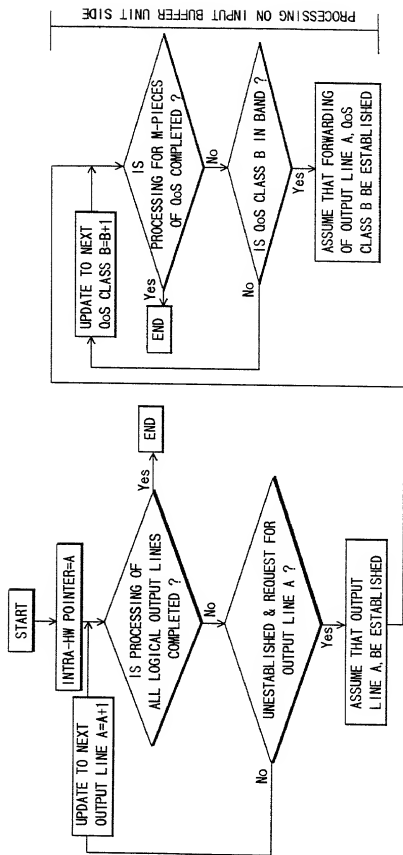 START
INTRA-HW POINTER=A
UPDATE TO NEXT
OUTPUT LINE A=A+1
IS PROCESSING OF
ALL LOGICAL OUTPUT LINES
COMPLETED ?
Yes
END
No
UNESTABLISHED & REQUEST FOR
OUTPUT LINE A ?
No
Yes
ASSUME THAT OUTPUT
LINE A, BE ESTABLISHED
UPDATE TO NEXT
QoS CLASS B=B+1
IS
PROCESSING FOR M-PIECES
OF QoS COMPLETED ?
Yes
END
No
IS QoS CLASS B IN BAND ?
No
Yes
ASSUME THAT FORWARDING
OF OUTPUT LINE A, QoS
CLASS B BE ESTABLISHED
PROCESSING ON INPUT BUFFER UNIT SIDE